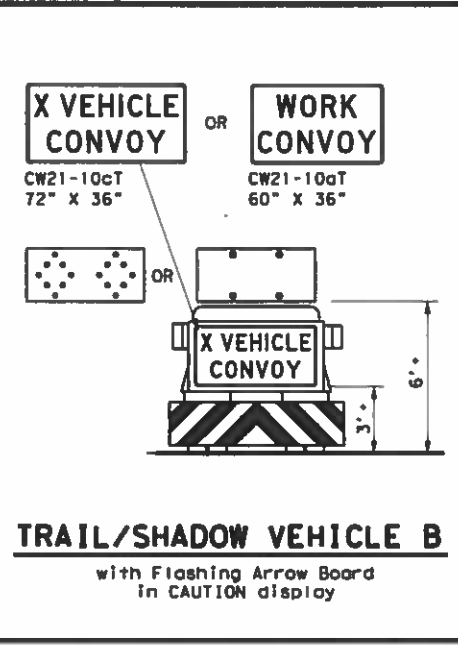 X VEHICLE
CONVOY
OR
WORK
CONVOY
CW21-10cT
72" X 36"
CW21-10aT
60" X 36"
OR
X VEHICLE
CONVOY
6'+
3'+
TRAIL/SHADOW VEHICLE B
with Flashing Arrow Board
in CAUTION display